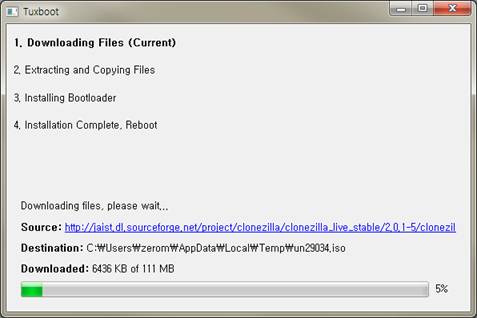 Tuxboot
1. Downloading Files (Current)
2. Extracting and Copying Files
3. Installing Bootloader
4. Installation Complete, Reboot
Downloading files, please wait...
Source: http://jaist.dl.sourceforge.net/project/clonezilla/clonezilla_live_stable/2.0.1-5/clonezil
Destination: C:₩Users₩zerom₩AppData₩Local₩Temp₩un29034.iso
Downloaded: 6436 KB of 111 MB
5%